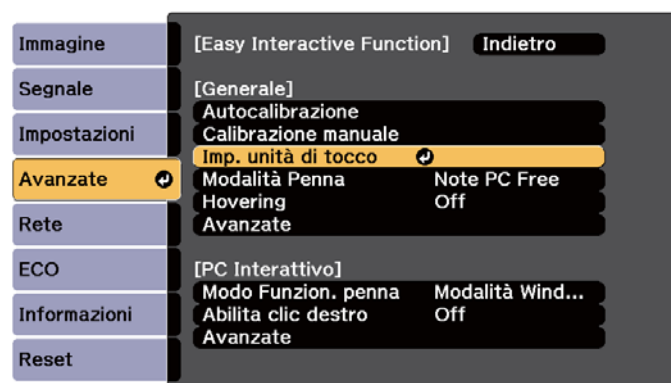 Immagine
Segnale
Impostazioni
Avanzate
Rete
ECO
Informazioni
Reset
[Easy Interactive Function] Indietro
[Generale]
Autocalibrazione
Calibrazione manuale
Imp. unità di tocco
Modalità Penna Note PC Free
Hovering Off
Avanzate
[PC Interattivo]
Modo Funzion. penna Modalità Wind...
Abilita clic destro Off
Avanzate